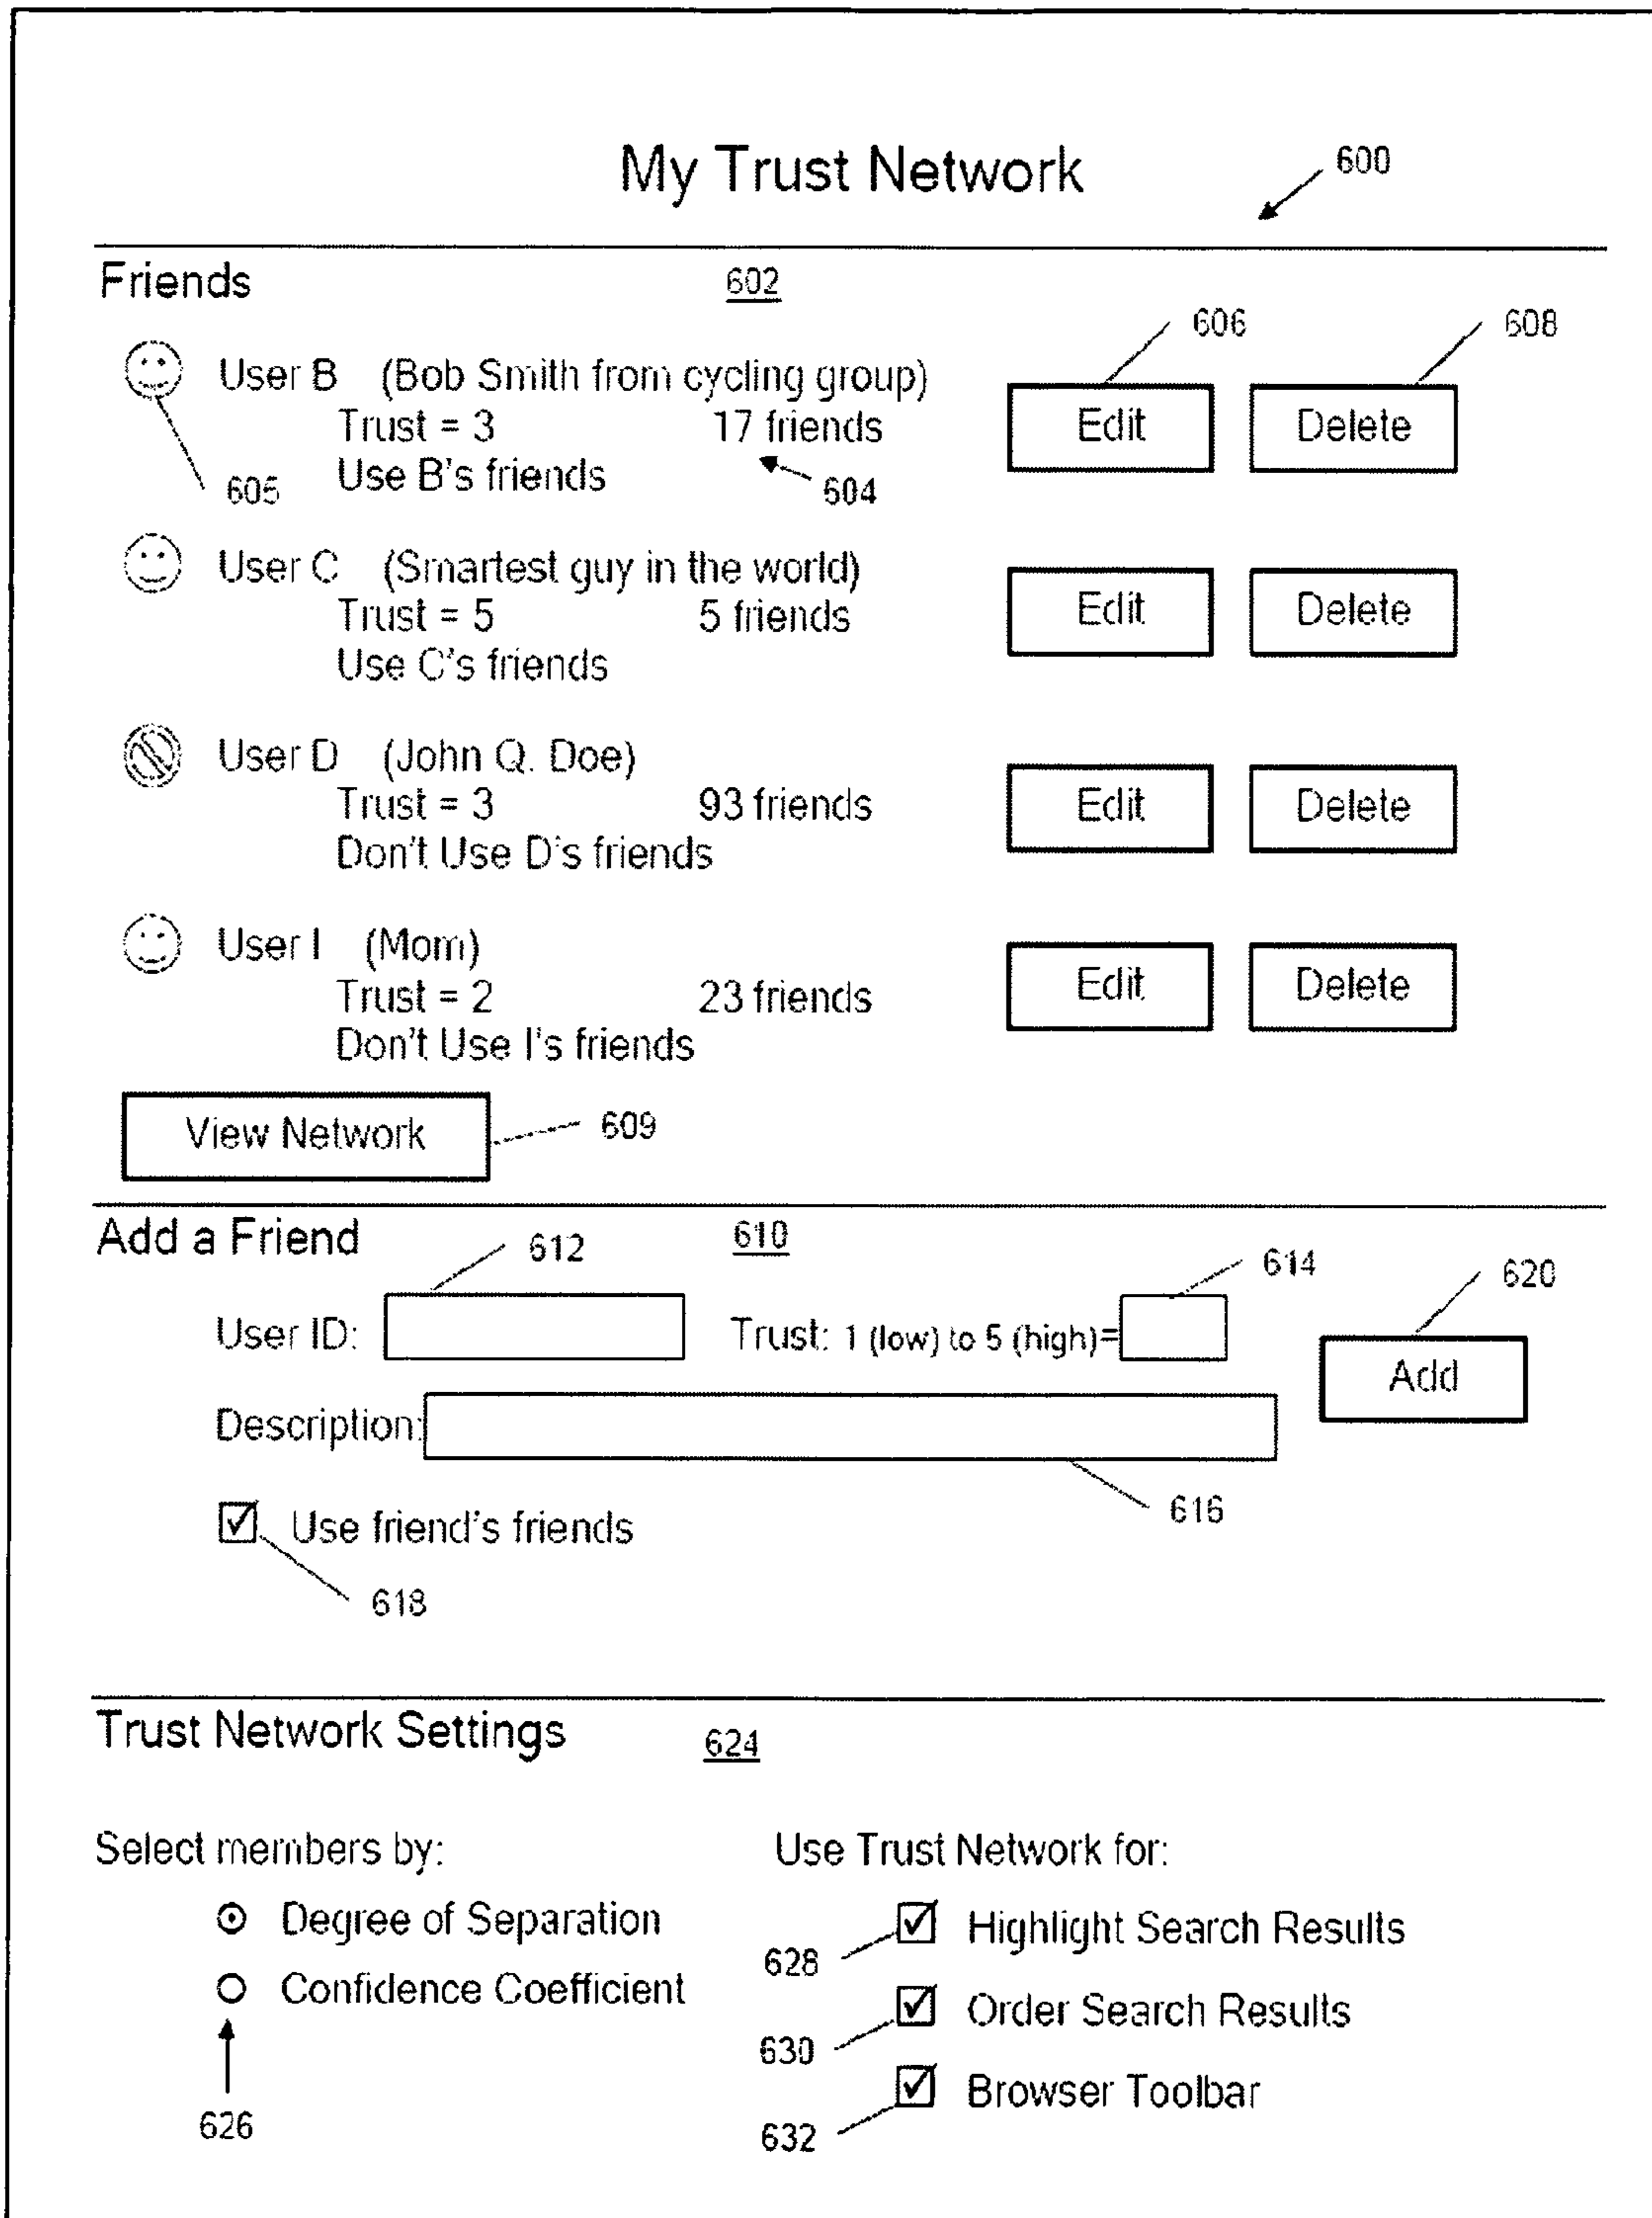 My Trust Network
600
Friends
602
606
608
User B (Bob Smith from cycling group)
Trust = 3 17 friends
Use B's friends
Edit
Delete
605
604
User C (Smartest guy in the world)
Trust = 5 5 friends
Use C's friends
Edit
Delete
User D (John Q. Doe)
Trust = 3 93 friends
Don't Use D's friends
Edit
Delete
User I (Mom)
Trust = 2 23 friends
Don't Use I's friends
Edit
Delete
View Network
609
Add a Friend
610
612
614
620
User ID:
Trust: 1 (low) to 5 (high)=
Add
Description:
616
Use friend's friends
618
Trust Network Settings
624
Select members by:
Degree of Separation
Confidence Coefficient
626
Use Trust Network for:
Highlight Search Results
628
Order Search Results
630
Browser Toolbar
632